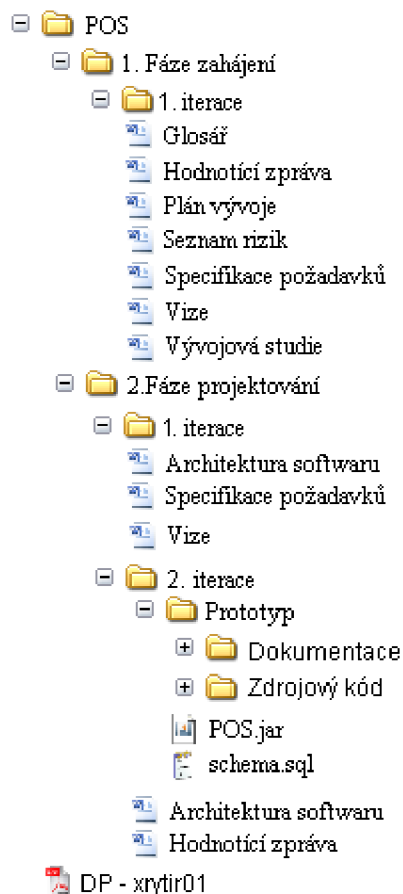 POS
1. Fáze zahájení
1. iterace
Glosář
Hodnotící zpráva
Plán vývoje
Seznam rizik
Specifikace požadavků
Vize
Vývojová studie
2.Fáze projektování
1. iterace
Architektura softwaru
Specifikace požadavků
Vize
2. iterace
Prototyp
Dokumentace
Zdrojový kód
POS.jar
schema.sql
Architektura softwaru
Hodnotící zpráva
DP - xrytir01